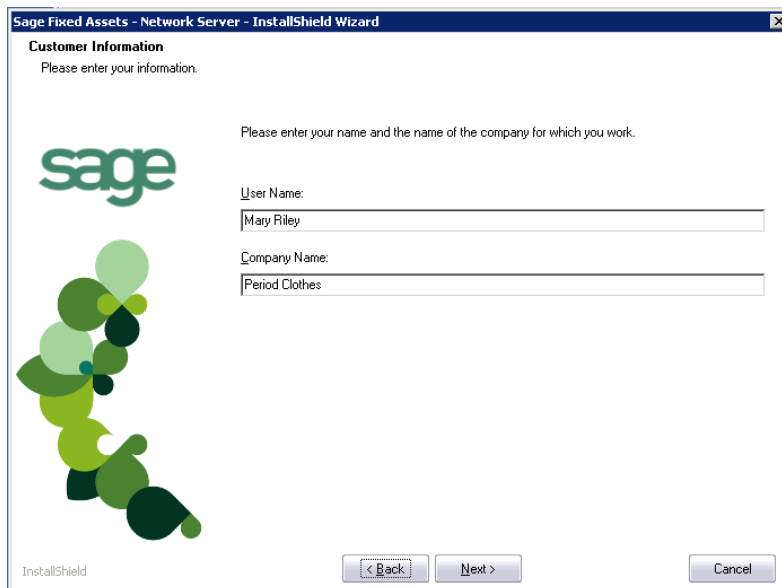 Sage Fixed Assets - Network Server - InstallShield Wizard
Customer Information
Please enter your information.
Please enter your name and the name of the company for which you work.
sage
User Name:
Mary Riley
Company Name:
Period Clothes
InstallShield
< Back
Next >
Cancel